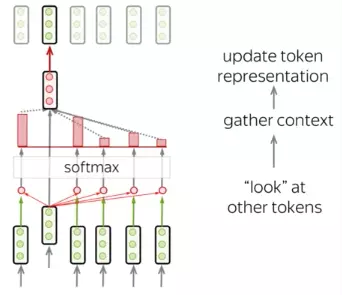 update token
representation
gather context
softmax
"look" at
other tokens